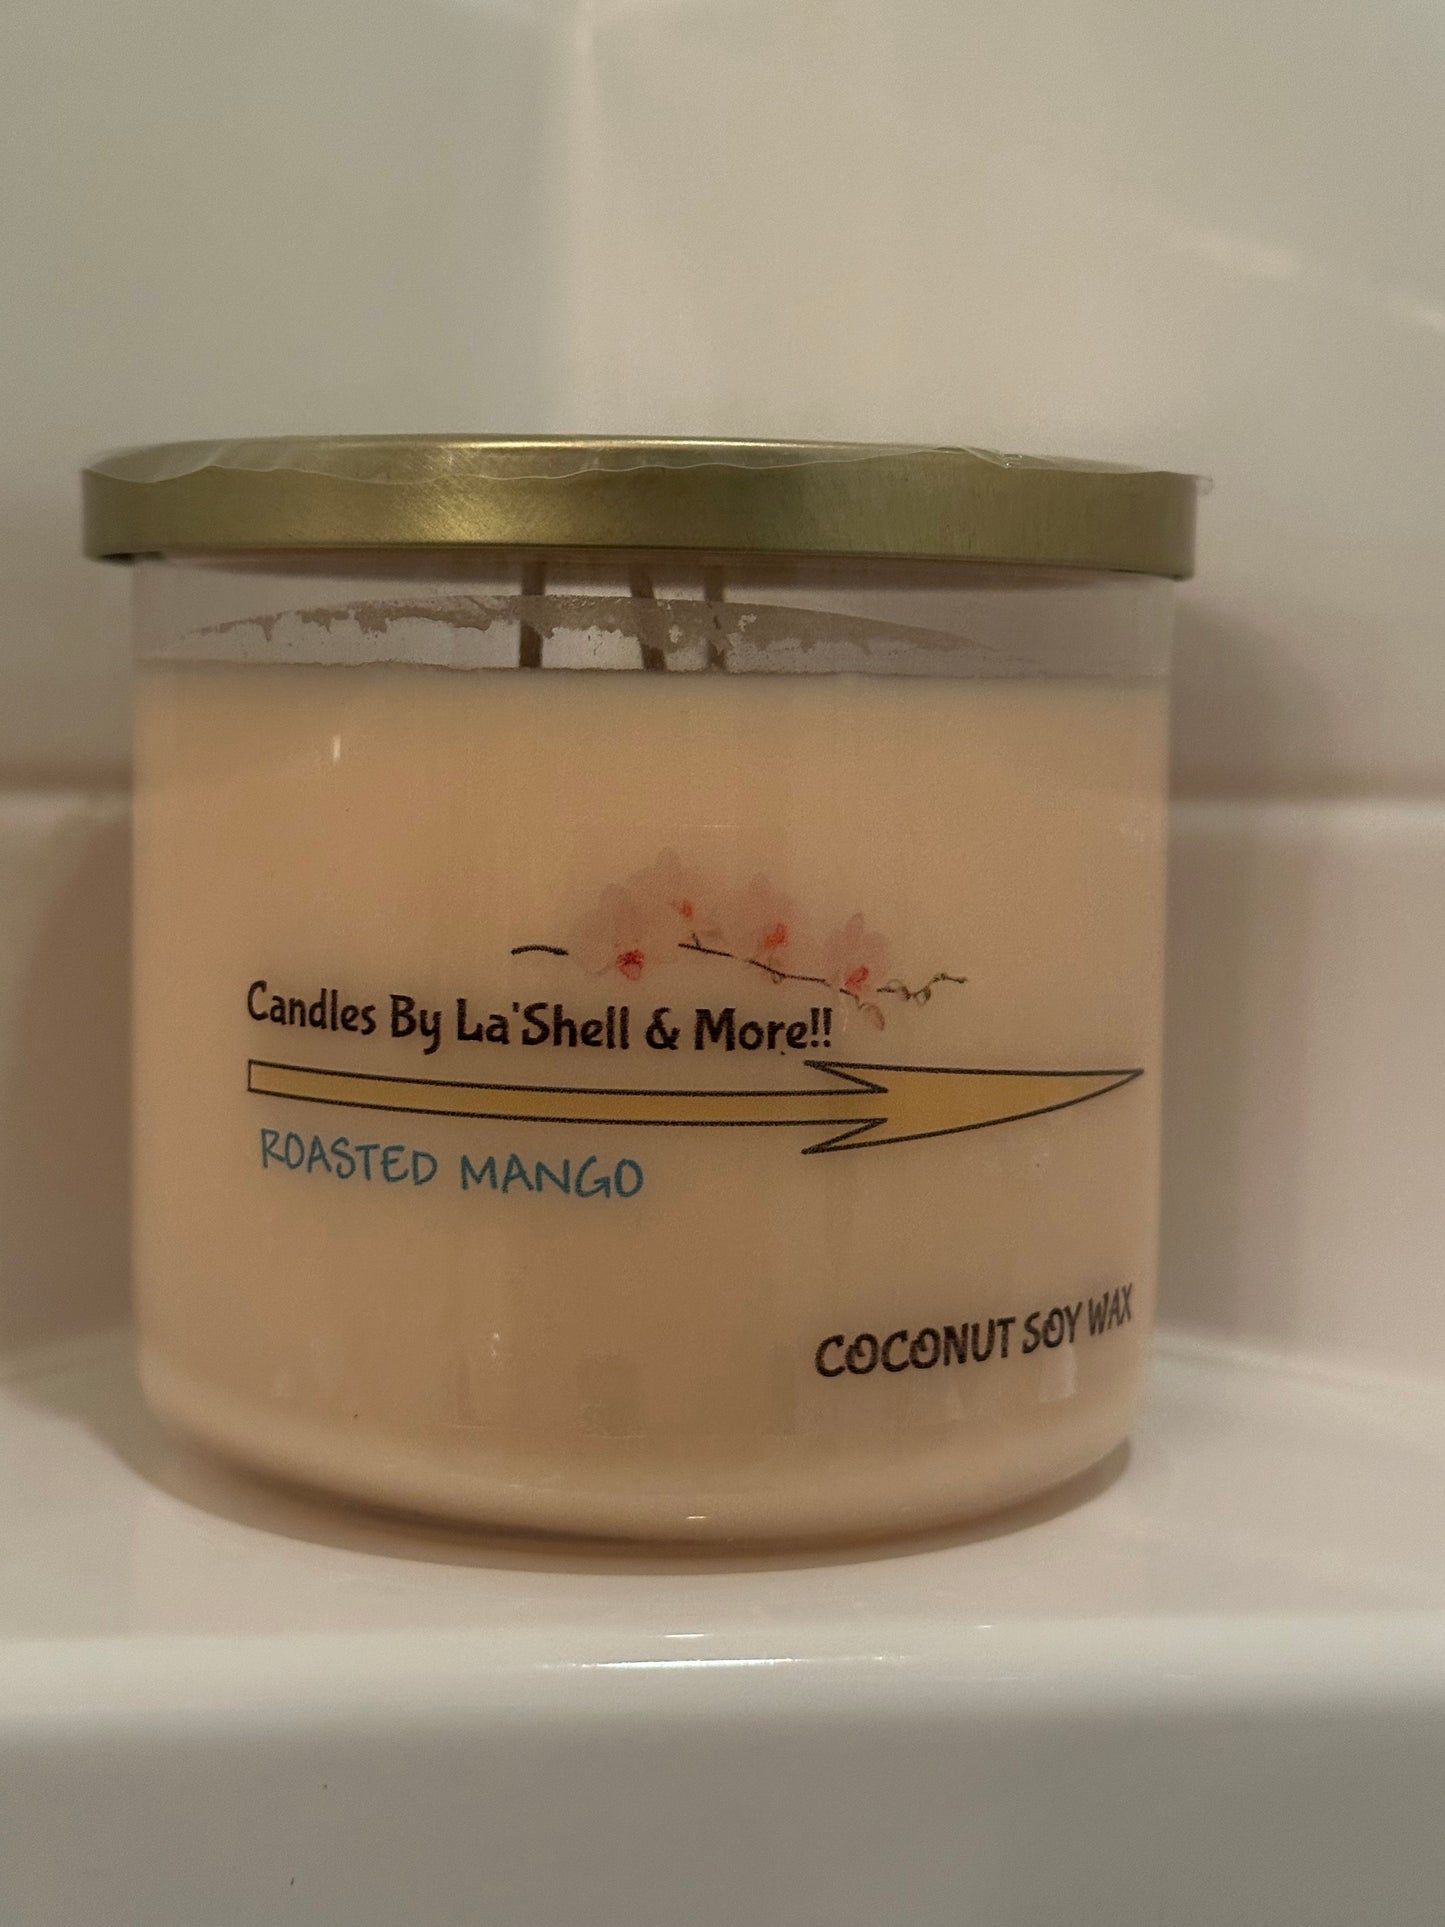 Candles By La'Shell & More!!
ROASTED MANGO
COCONUT SOY WAX